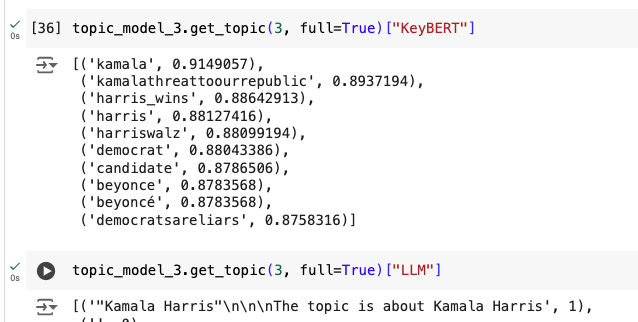 [36] topic_model_3.get_topic(3, full=True)["KeyBERT"]
0s
[('kamala', 0.9149057),
('kamalathreattoourrepublic', 0.8937194),
('harris_wins', 0.88642913),
('harris', 0.88127416),
('harriswalz', 0.88099194),
('democrat', 0.88043386),
('candidate', 0.8786506),
('beyonce', 0.8783568),
('beyoncé', 0.8783568),
('democratsareliars', 0.8758316)]
topic_model_3.get_topic(3, full=True)["LLM"]
0s
[('"Kamala Harris"\n\n\nThe topic is about Kamala Harris', 1),